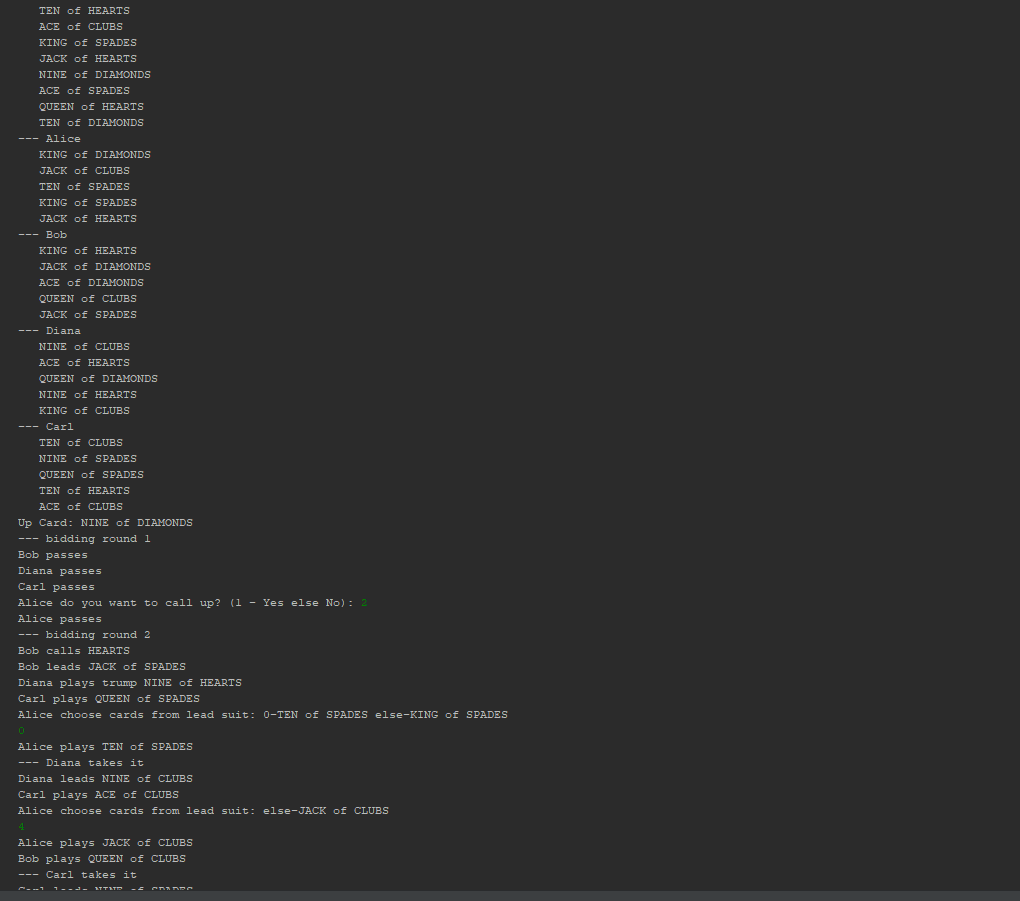 TEN of HEARTS
ACE of CLUBS
KING of SPADES
JACK of HEARTS
NINE of DIAMONDS
ACE of SPADES
QUEEN of HEARTS
TEN of DIAMONDS
--- Alice
KING of DIAMONDS
JACK of CLUBS
TEN of SPADES
KING of SPADES
JACK of HEARTS
--- Bob
KING of HEARTS
JACK of DIAMONDS
ACE of DIAMONDS
QUEEN of CLUBS
JACK of SPADES
--- Diana
NINE of CLUBS
ACE of HEARTS
QUEEN of DIAMONDS
NINE of HEARTS
KING of CLUBS
--- Carl
TEN of CLUBS
NINE of SPADES
QUEEN of SPADES
TEN of HEARTS
ACE of CLUBS
Up Card: NINE of DIAMONDS
--- bidding round 1
Bob passes
Diana passes
Carl passes
Alice do you want to call up? (1 - Yes else No): 2
Alice passes
--- bidding round 2
Bob calls HEARTS
Bob leads JACK of SPADES
Diana plays trump NINE of HEARTS
Carl plays QUEEN of SPADES
Alice choose cards from lead suit: 0-TEN of SPADES else-KING of SPADES
0
Alice plays TEN of SPADES
--- Diana takes it
Diana leads NINE of CLUBS
Carl plays ACE of CLUBS
Alice choose cards from lead suit: else-JACK of CLUBS
4
Alice plays JACK of CLUBS
Bob plays QUEEN of CLUBS
--- Carl takes it
Carl leads NINE of SPADES